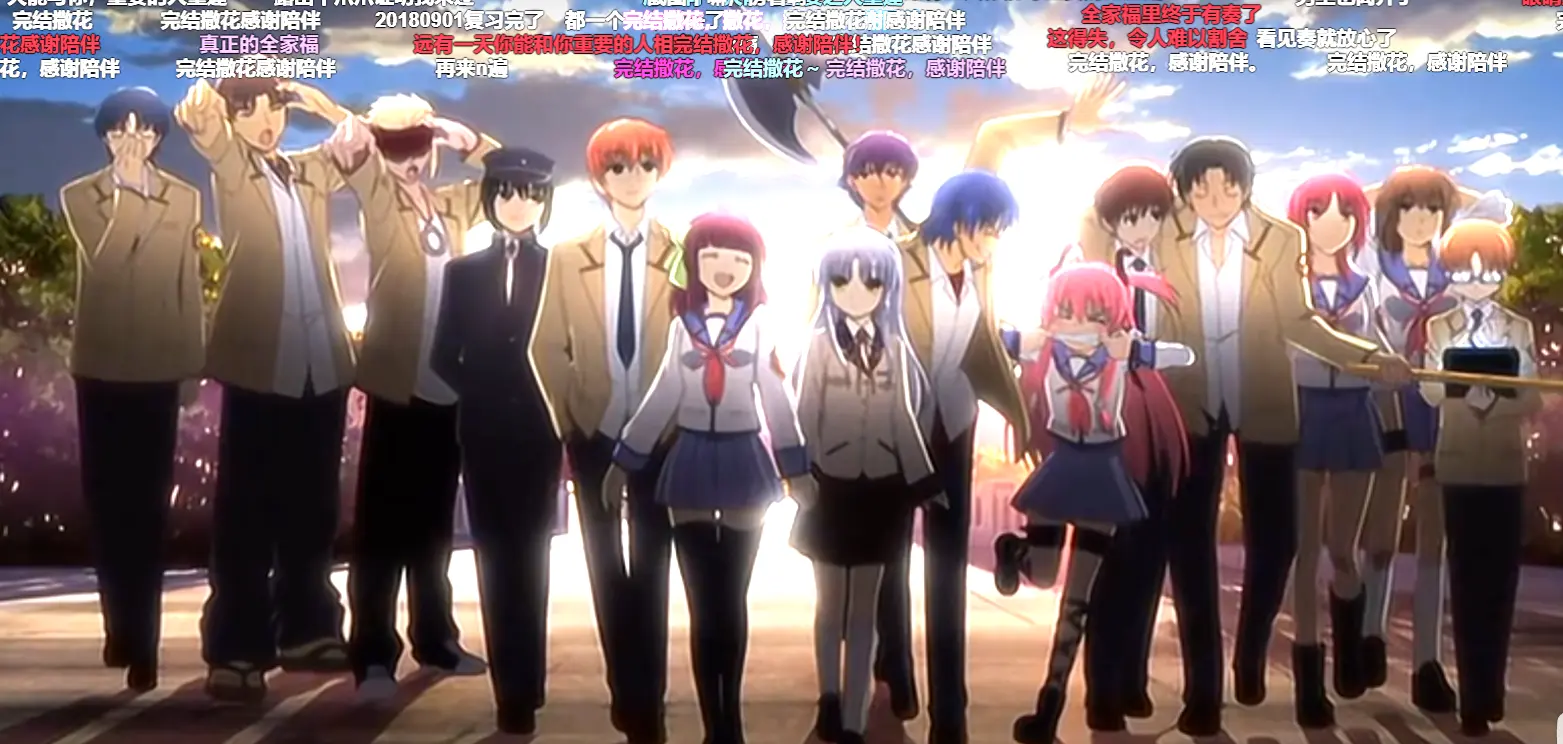 完结撒花
完结撒花感谢陪伴
20180901复习完了
都一个
完结撒花感谢陪伴
全家福里终于有奏了
花感谢陪伴
真正的全家福
远有一天你能和你重要的人相
完结撒花，感谢陪伴
结撒花，感谢陪伴
这得失，令人难以割舍
看见奏就放心了
花，感谢陪伴
完结撒花感谢陪伴
再来n遍
完结撒花，
完结撒花～
完结撒花，感谢陪伴
完结撒花，感谢陪伴。
完结撒花，感谢陪伴